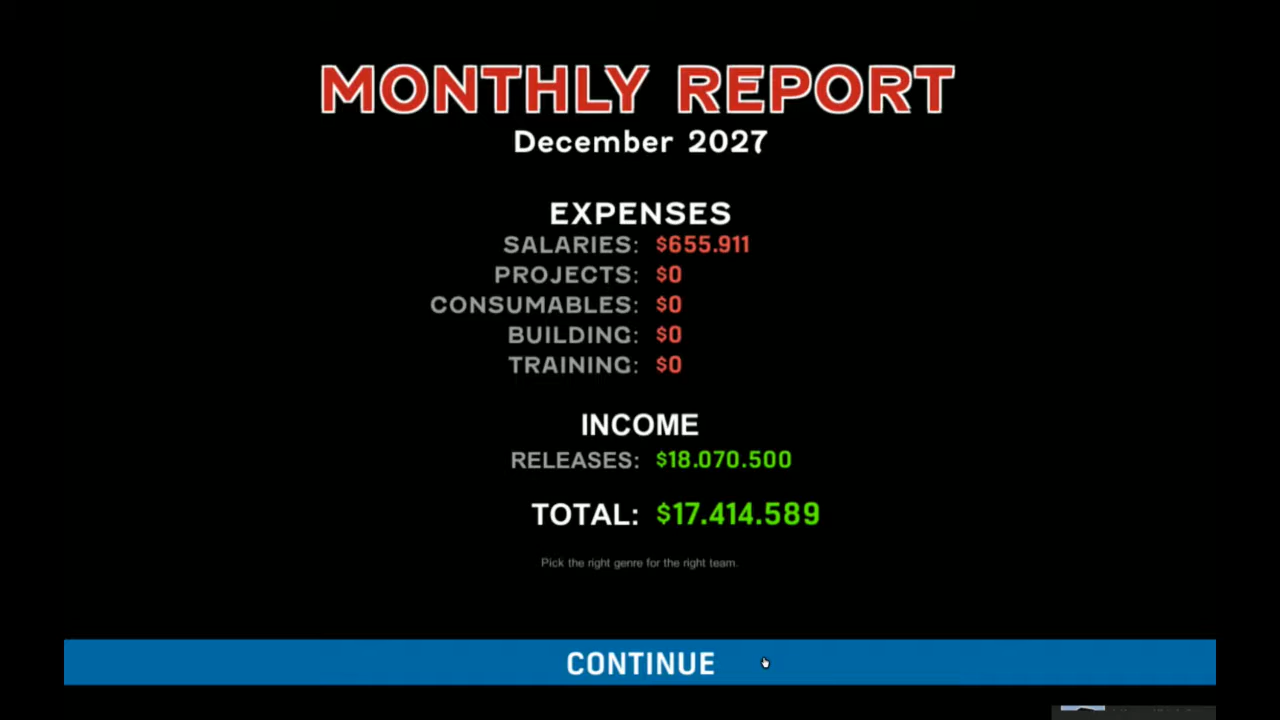 MONTHLY REPORT
December 2027
EXPENSES
SALARIES: $655.911
PROJECTS: $0
CONSUMABLES: $0
BUILDING: $0
TRAINING: $0
INCOME
RELEASES: $18.070.500
TOTAL: $17.414.589
Pick the right genre for the right team.
CONTINUE